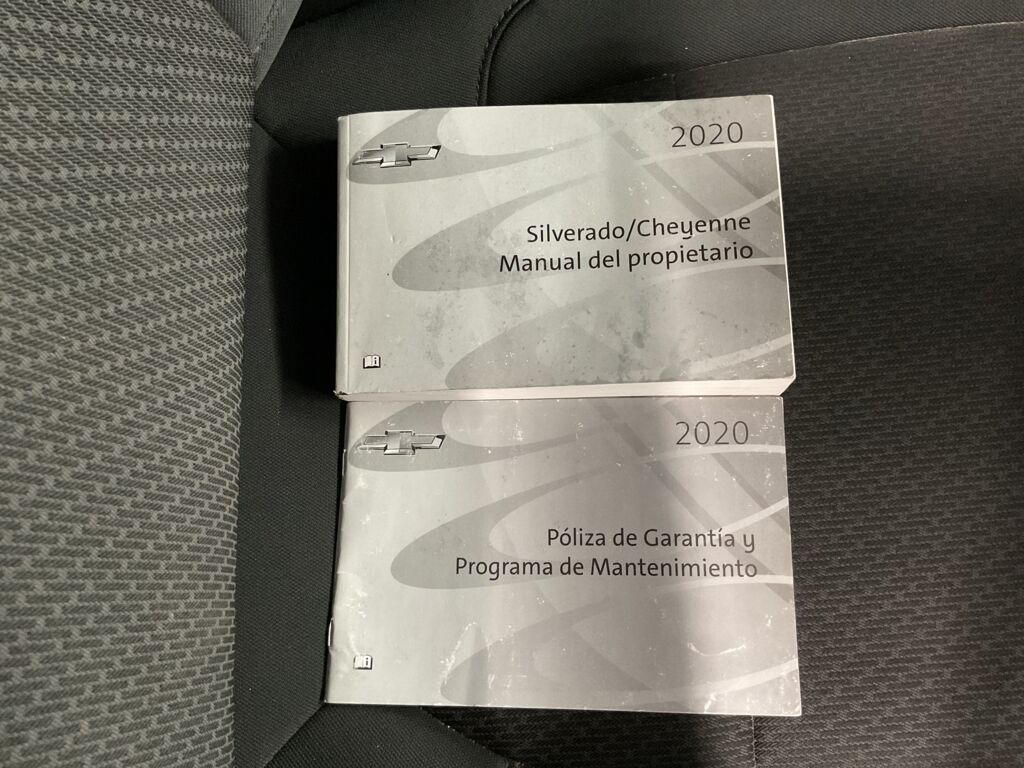 2020
Silverado/Cheyenne
Manual del propietario
2020
Póliza de Garantía y
Programa de Mantenimiento